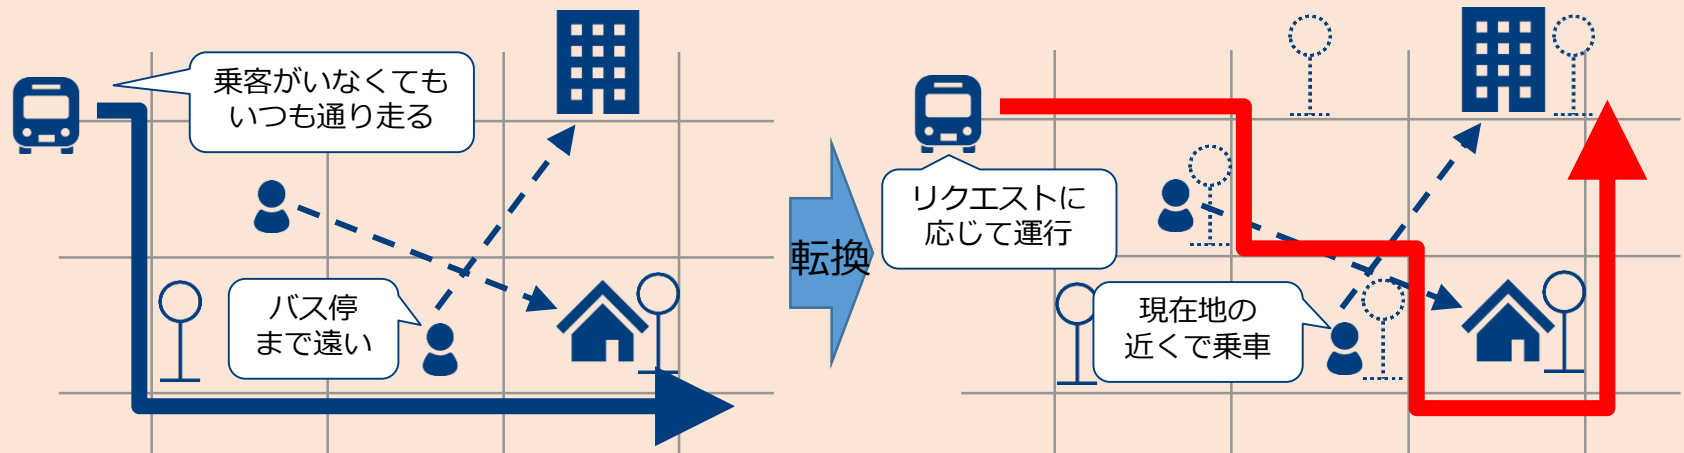 乗客がいなくても
いつも通り走る
バス停
まで遠い
転換
リクエストに
応じて運行
現在地の
近くで乗車